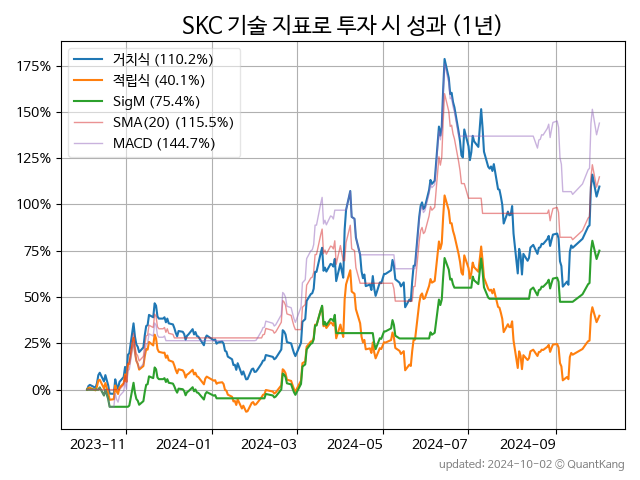 SKC 기술 지표로 투자 시 성과 (1년)
거치식 (110.2%)
적립식 (40.1%)
SigM (75.4%)
SMA(20) (115.5%)
MACD (144.7%)
175%
150%
125%
100%
75%
50%
25%
0%
2023-11 2024-01 2024-03 2024-05 2024-07 2024-09
updated: 2024-10-02 © QuantKang